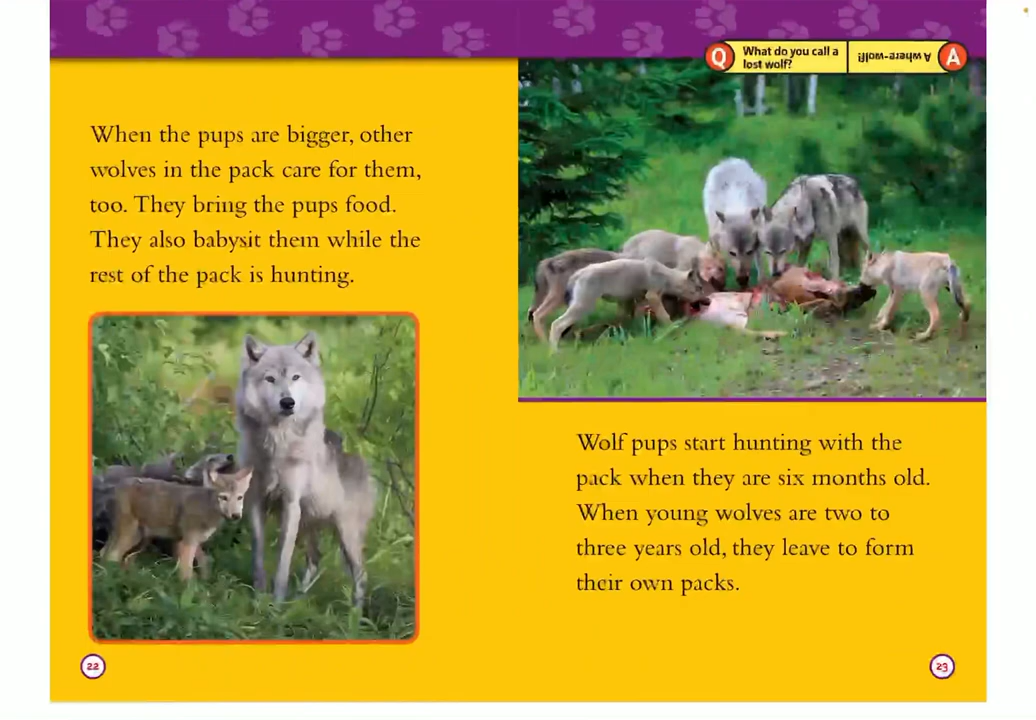 When the pups are bigger, other
wolves in the pack care for them,
too. They bring the pups food.
They also babysit them while the
rest of the pack is hunting.
22
Q
What do you call a
lost wolf?
A where-wolf!
A
Wolf pups start hunting with the
pack when they are six months old.
When young wolves are two to
three years old, they leave to form
their own packs.
23